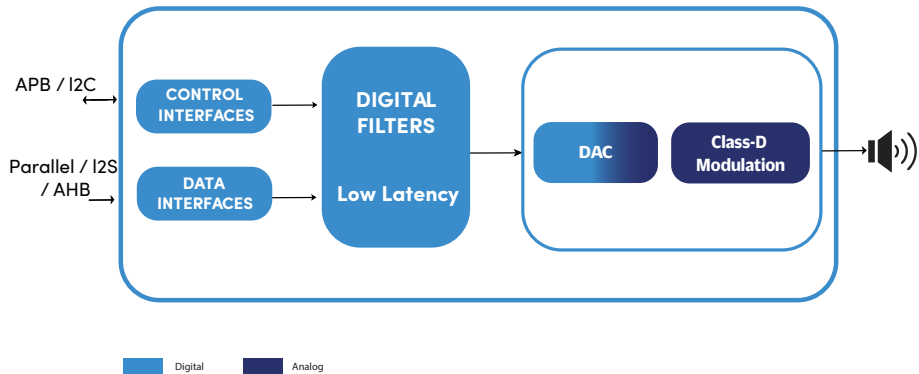 APB / I2C
CONTROL
INTERFACES
Parallel / I2S
/ AHB
DATA
INTERFACES
DIGITAL
FILTERS
Low Latency
DAC
Class-D
Modulation
Digital
Analog